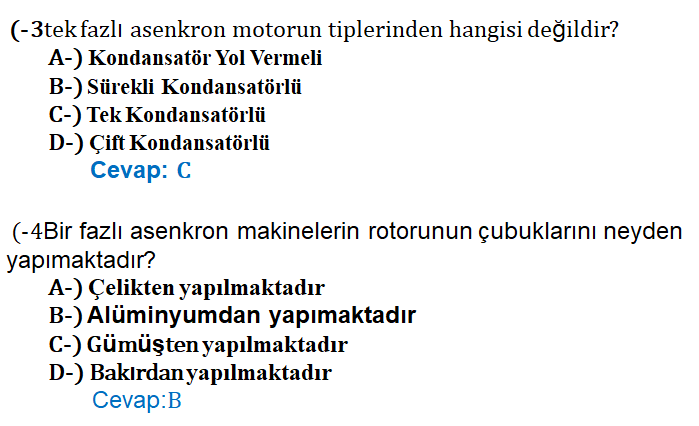 (-3tek fazlı asenkron motorun tiplerinden hangisi değildir?
A-) Kondansatör Yol Vermeli
B-) Sürekli Kondansatörlü
C-) Tek Kondansatörlü
D-) Çift Kondansatörlü
Cevap: C
(-4Bir fazlı asenkron makinelerin rotorunun çubuklarını neyden
yapımaktadır?
A-) Çelikten yapılmaktadır
B-) Alüminyumdan yapımaktadır
C-) Gümüşten yapılmaktadır
D-) Bakırdan yapılmaktadır
Cevap:B